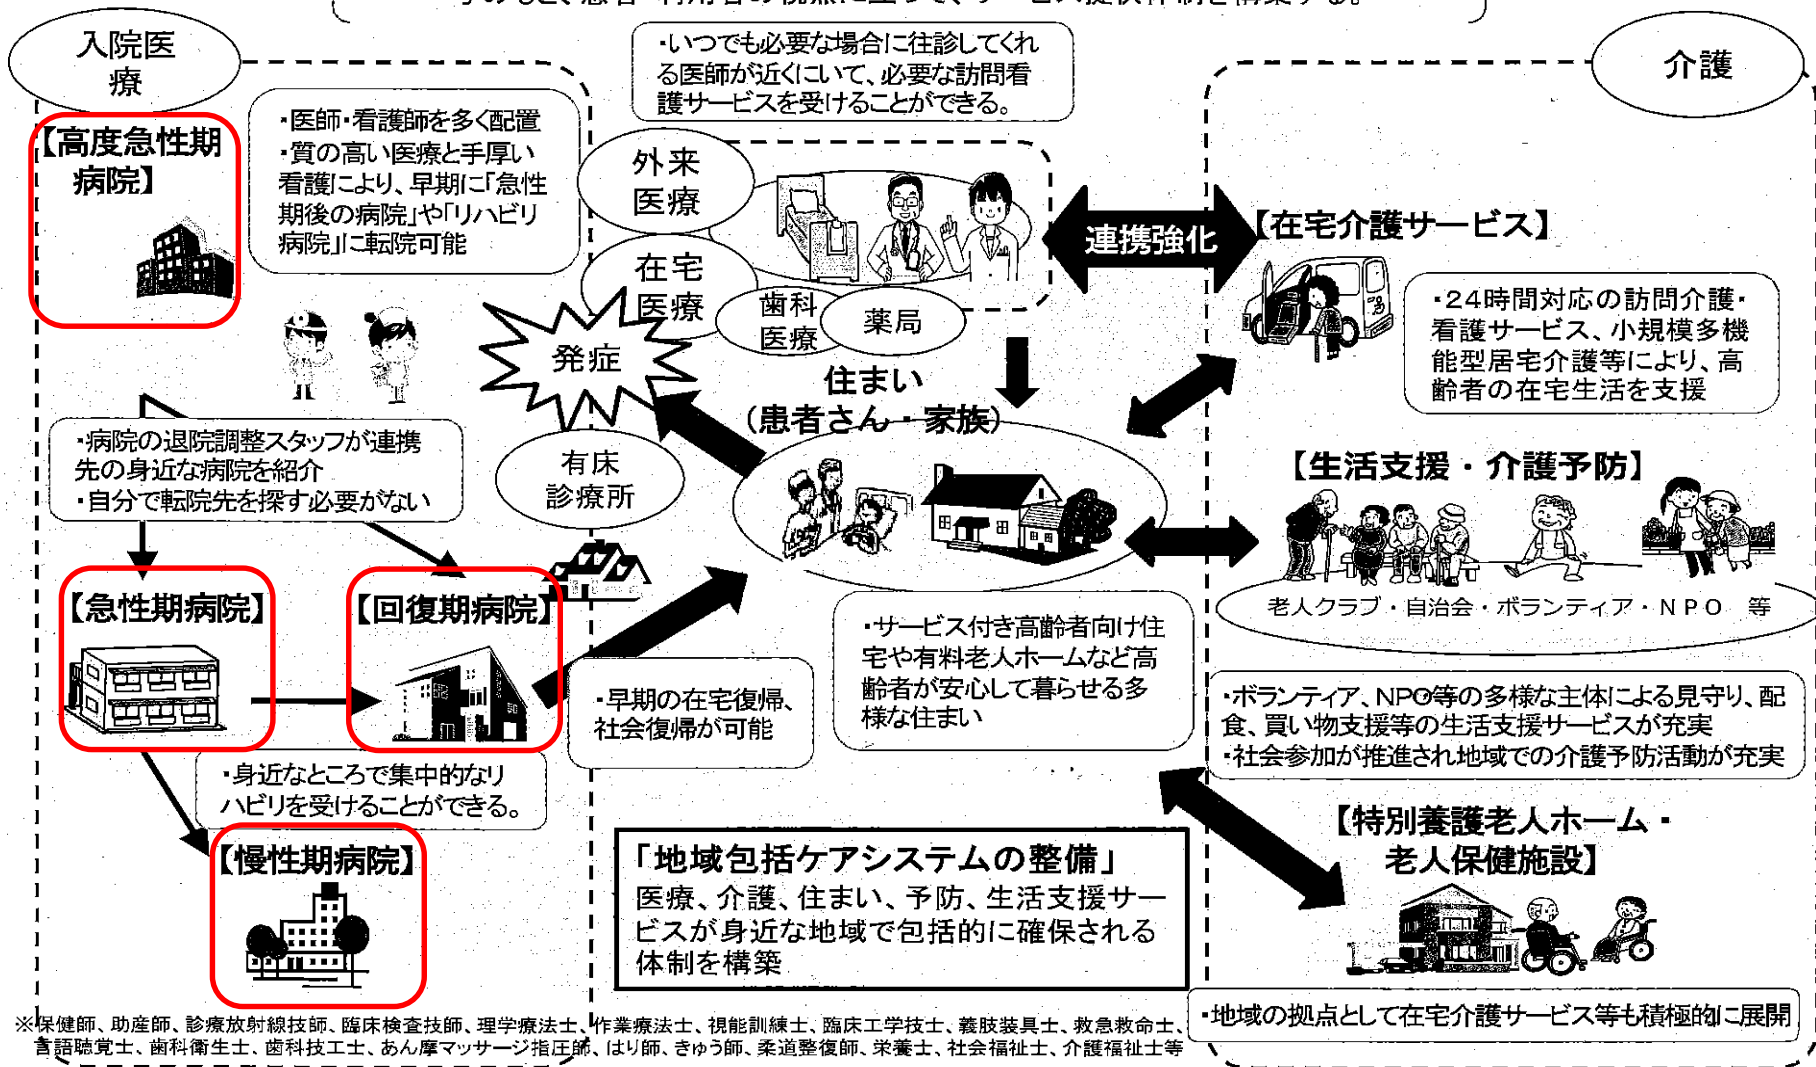 等のもと、患者・利用者の視点に立って、サービス提供体制を構築する。
入院医
療
【高度急性期
病院】
・医師・看護師を多く配置
・質の高い医療と手厚い
看護により、早期に「急性
期後の病院」や「リハビリ
病院」に転院可能
・いつでも必要な場合に往診してくれ
る医師が近くにいて、必要な訪問看
護サービスを受けることができる。
外来
医療
在宅
医療
歯科
医療
薬局
連携強化
介護
【在宅介護サービス】
・24時間対応の訪問介護・
看護サービス、小規模多機
能型居宅介護等により、高
齢者の在宅生活を支援
発症
住まい
(患者さん・家族)
・病院の退院調整スタッフが連携
先の身近な病院を紹介
・自分で転院先を探す必要がない
有床
診療所
【生活支援・介護予防】
老人クラブ・自治会・ボランティア・NPO 等
【急性期病院】
【回復期病院】
・早期の在宅復帰、
社会復帰が可能
・サービス付き高齢者向け住
宅や有料老人ホームなど高
齢者が安心して暮らせる多
様な住まい
・ボランティア、NPO等の多様な主体による見守り、配
食、買い物支援等の生活支援サービスが充実
・社会参加が推進され地域での介護予防活動が充実
・身近なところで集中的なリ
ハビリを受けることができる。
【慢性期病院】
「地域包括ケアシステムの整備」
医療、介護、住まい、予防、生活支援サー
ビスが身近な地域で包括的に確保される
体制を構築
【特別養護老人ホーム・
老人保健施設】
・地域の拠点として在宅介護サービス等も積極的に展開
※保健師、助産師、診療放射線技師、臨床検査技師、理学療法士、作業療法士、視能訓練士、臨床工学技士、義肢装具士、救急救命士、
言語聴覚士、歯科衛生士、歯科技工士、あん摩マッサージ指圧師、はり師、きゅう師、柔道整復師、栄養士、社会福祉士、介護福祉士等